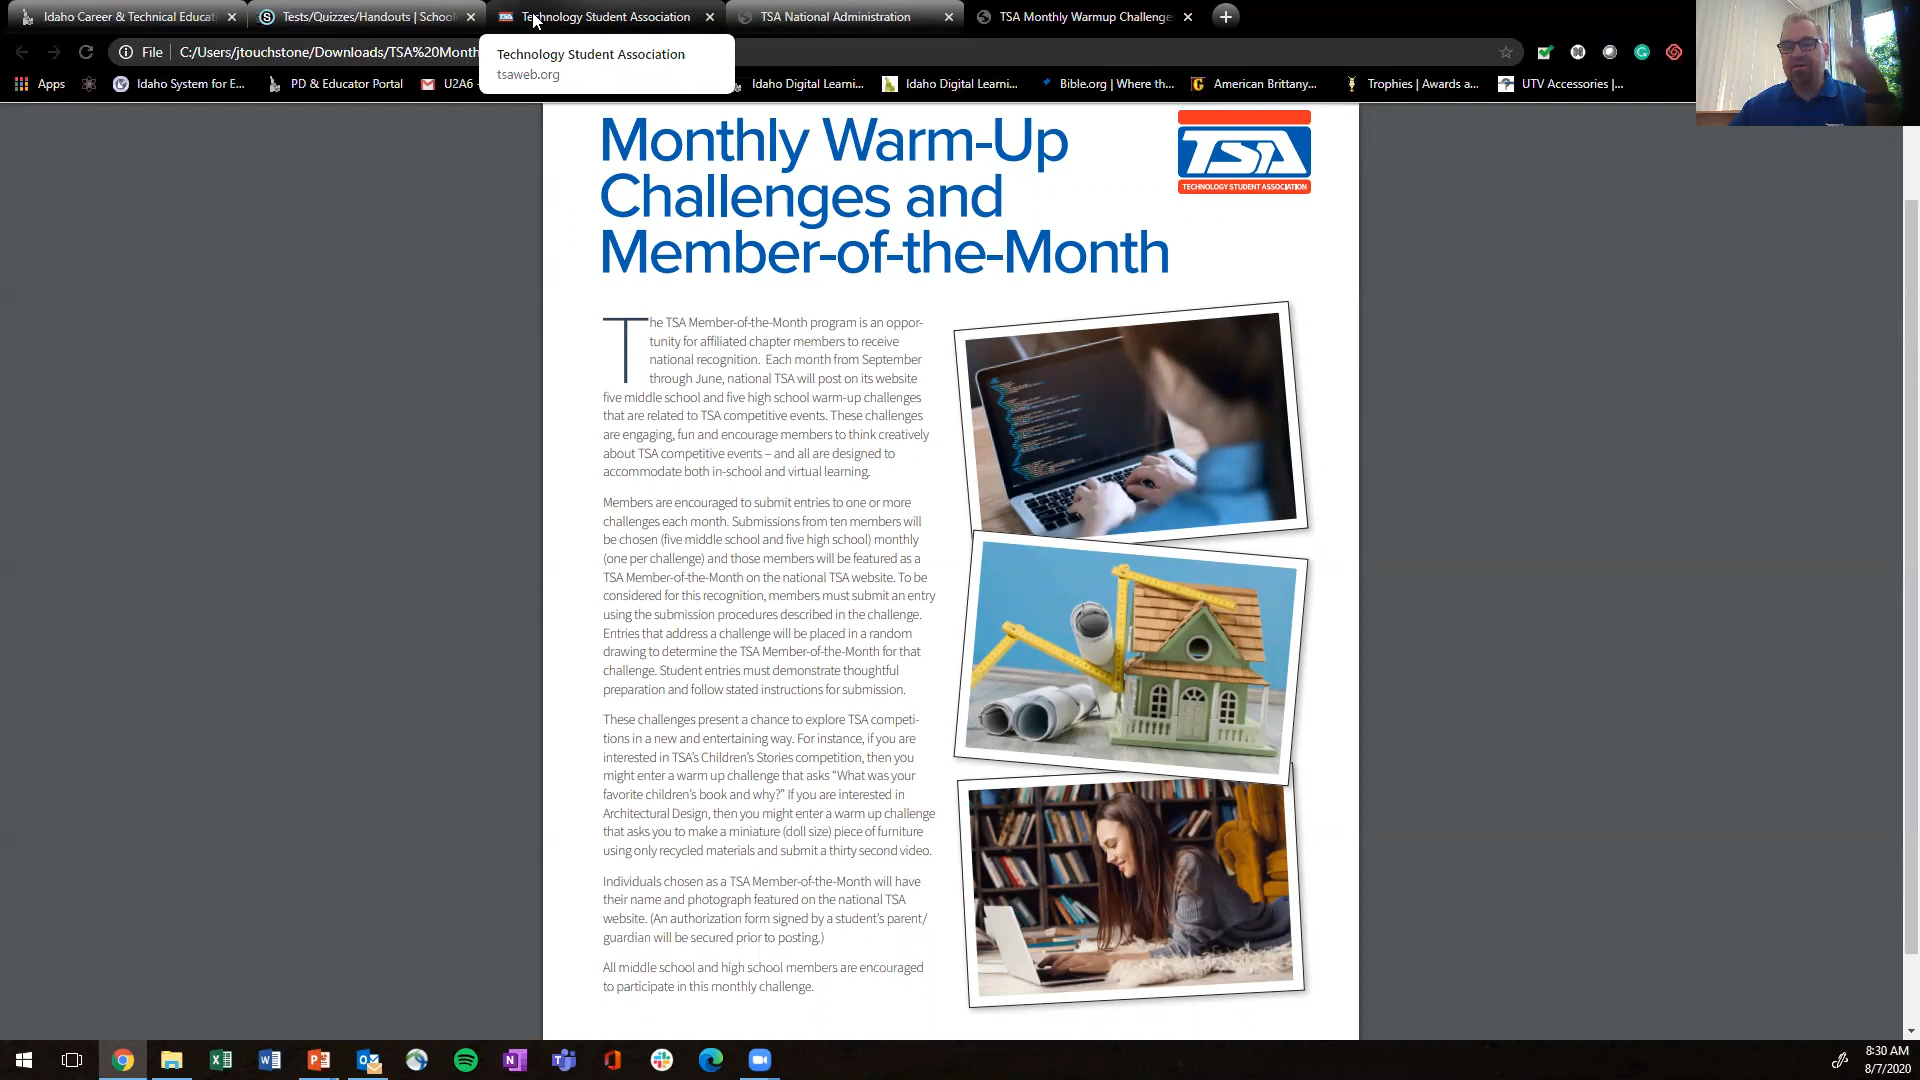 Idaho Career & Technical Educati
Tests/Quizzes/Handouts | School
Technology Student Association
TSA National Administration
TSA Monthly Warmup Challenge
File
C:/Users/jtouchstone/Downloads/TSA%20Month
Technology Student Association
tsaweb.org
Apps
Idaho System for E...
PD & Educator Portal
U2A6 -
Idaho Digital Learni...
Idaho Digital Learni...
Bible.org | Where th...
American Brittany...
Trophies | Awards a...
UTV Accessories |...
Monthly Warm-Up
Challenges and
Member-of-the-Month
TSA
TECHNOLOGY STUDENT ASSOCIATION
The TSA Member-of-the-Month program is an oppor-
tunity for affiliated chapter members to receive
national recognition. Each month from September
through June, national TSA will post on its website
five middle school and five high school warm-up challenges
that are related to TSA competitive events. These challenges
are engaging, fun and encourage members to think creatively
about TSA competitive events – and all are designed to
accommodate both in-school and virtual learning.
Members are encouraged to submit entries to one or more
challenges each month. Submissions from ten members will
be chosen (five middle school and five high school) monthly
(one per challenge) and those members will be featured as a
TSA Member-of-the-Month on the national TSA website. To be
considered for this recognition, members must submit an entry
using the submission procedures described in the challenge.
Entries that address a challenge will be placed in a random
drawing to determine the TSA Member-of-the-Month for that
challenge. Student entries must demonstrate thoughtful
preparation and follow stated instructions for submission.
These challenges present a chance to explore TSA competi-
tions in a new and entertaining way. For instance, if you are
interested in TSA's Children's Stories competition, then you
might enter a warm up challenge that asks “What was your
favorite children's book and why?” If you are interested in
Architectural Design, then you might enter a warm up challenge
that asks you to make a miniature (doll size) piece of furniture
using only recycled materials and submit a thirty second video.
Individuals chosen as a TSA Member-of-the-Month will have
their name and photograph featured on the national TSA
website. (An authorization form signed by a student's parent/
guardian will be secured prior to posting.)
All middle school and high school members are encouraged
to participate in this monthly challenge.
8:30 AM
8/7/2020